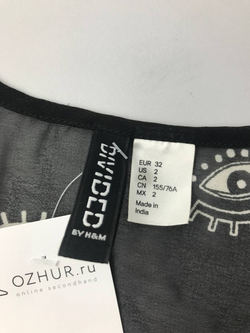 DIVIDED
BY H&M
EUR 32
US 2
CA 2
CN 155/76A
MX 2
Made in
India
OZHUR.ru
online secondhand